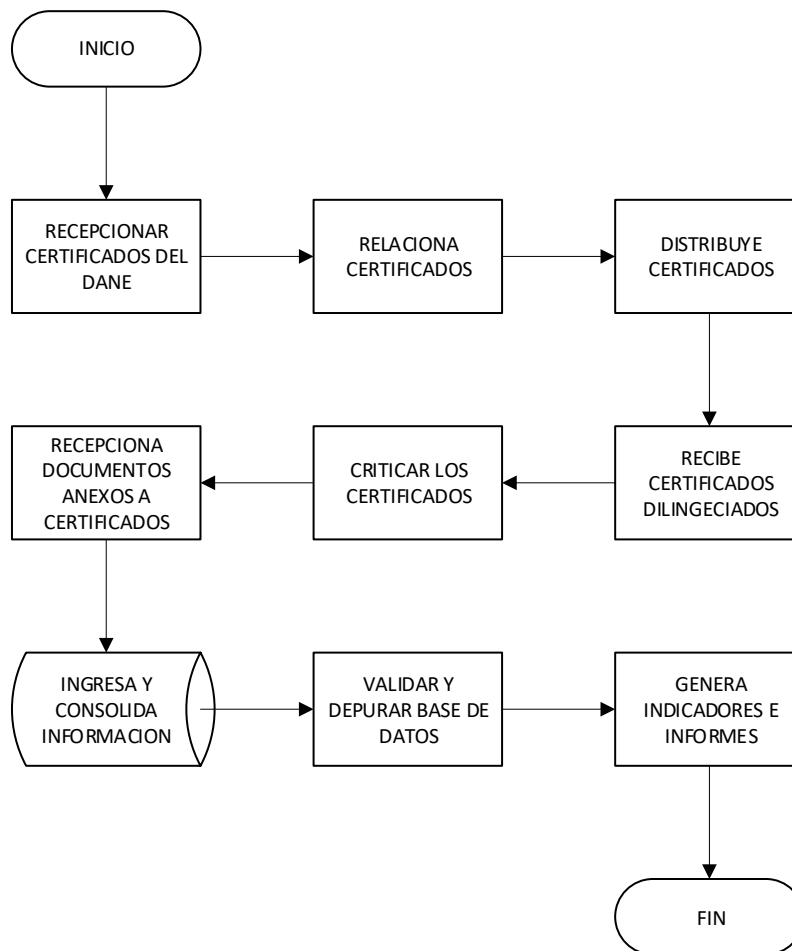 INICIO
RECEPCIONAR
CERTIFICADOS DEL
DANE
RELACIONA
CERTIFICADOS
DISTRIBUYE
CERTIFICADOS
RECIBE
CERTIFICADOS
DILINGECIADOS
CRITICAR LOS
CERTIFICADOS
RECEPCIONA
DOCUMENTOS
ANEXOS A
CERTIFICADOS
INGRESA Y
CONSOLIDA
INFORMACION
VALIDAR Y
DEPURAR BASE DE
DATOS
GENERA
INDICADORES E
INFORMES
FIN